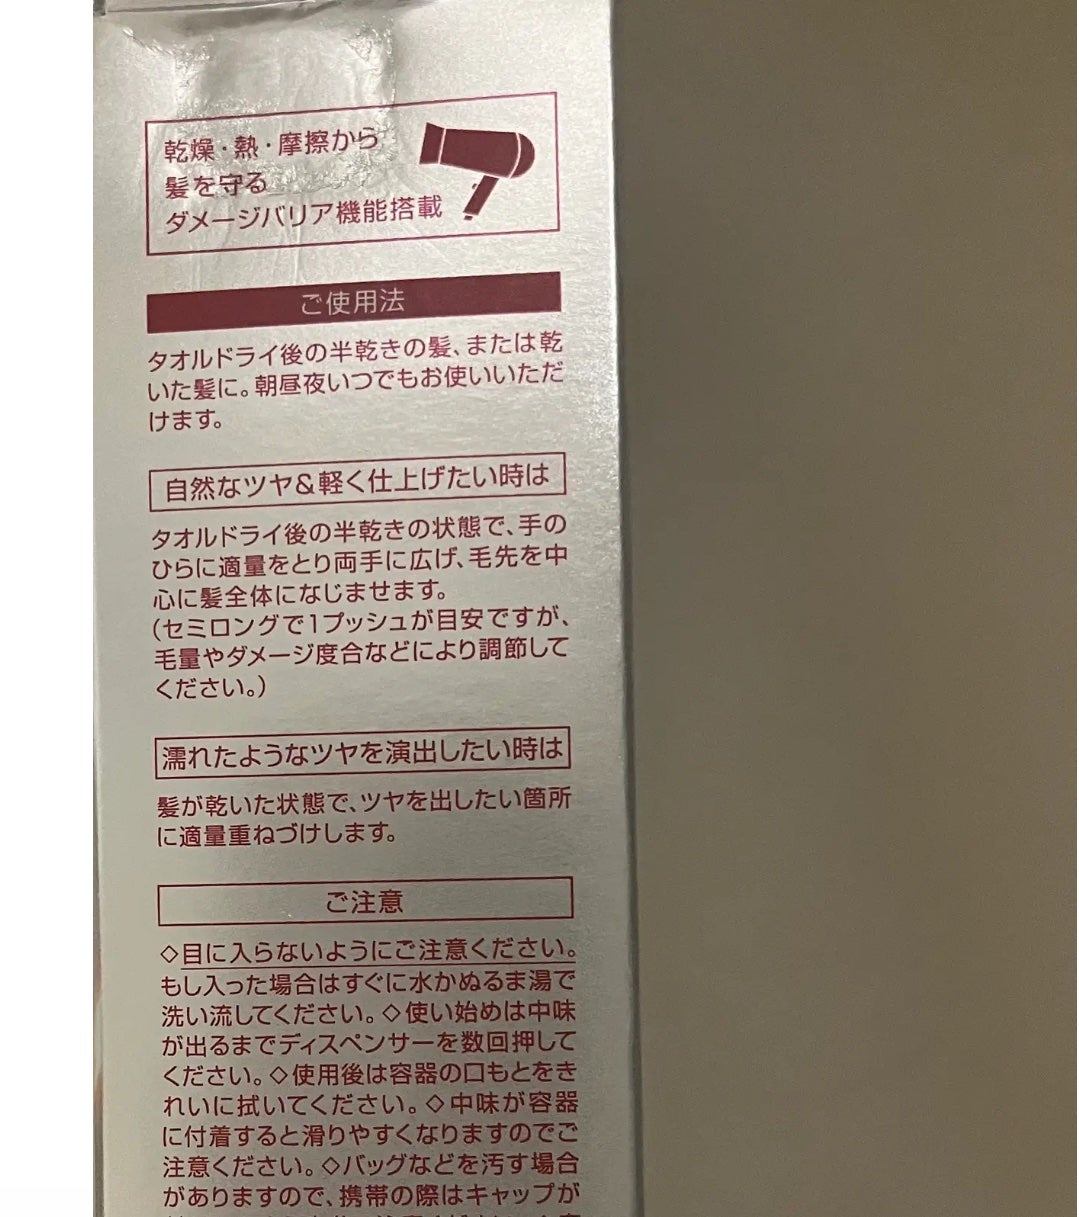 乾燥・熱・摩擦から
髪を守る
ダメージバリア機能搭載
ご使用法
タオルドライ後の半乾きの髪、または乾
いた髪に。朝昼夜いつでもお使いいただ
けます。
自然なツヤ&軽く仕上げたい時は
タオルドライ後の半乾きの状態で、手の
ひらに適量をとり両手に広げ、毛先を中
心に髪全体になじませます。
(セミロングで1プッシュが目安ですが、
毛量やダメージ度合などにより調節して
ください。)
濡れたようなツヤを演出したい時は
髪が乾いた状態で、ツヤを出したい箇所
に適量重ねづけします。
ご注意
◇目に入らないようにご注意ください。
もし入った場合はすぐに水かぬるま湯で
洗い流してください。◇使い始めは中味
が出るまでディスペンサーを数回押して
ください。◇使用後は容器の口もとをき
れいに拭いてください。◇中味が容器
に付着すると滑りやすくなりますのでご
注意ください。◇バッグなどを汚す場合
がありますので、携帯の際はキャップが